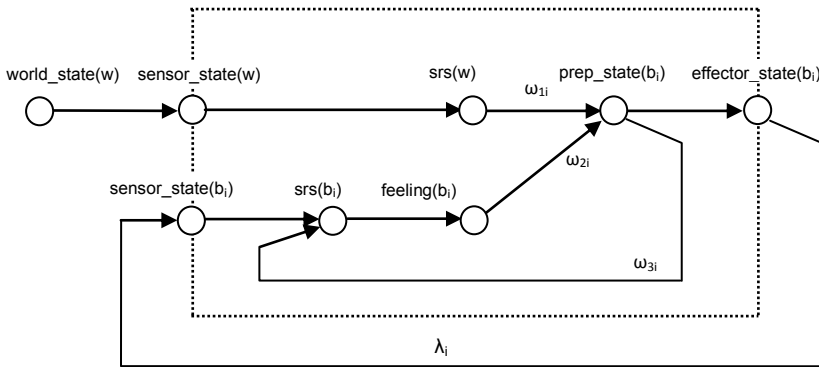 world_state(w) sensor_state(w) srs(w) prep_state(bᵢ) effector_state(bᵢ)
ω₁ᵢ
ω₂ᵢ
sensor_state(bᵢ) srs(bᵢ) feeling(bᵢ)
ω₃ᵢ
λᵢ